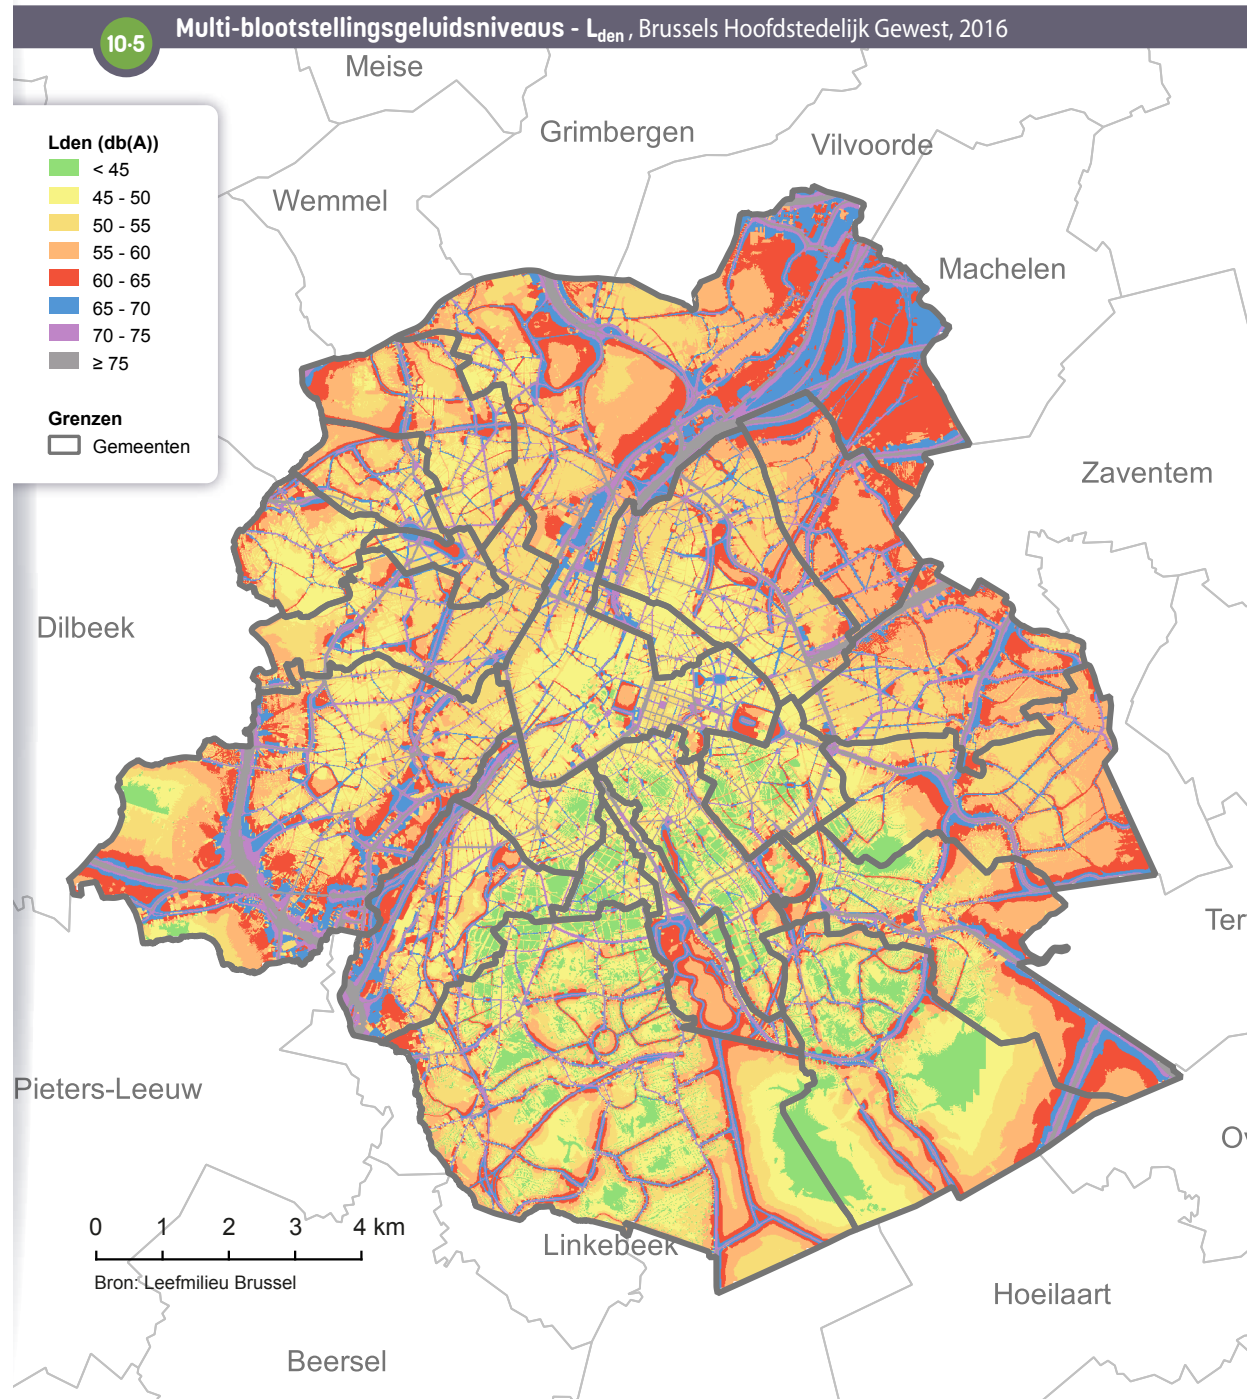 10·5
Multi-blootstellingsgeluidsniveaus - Lden , Brussels Hoofdstedelijk Gewest, 2016
Meise
Grimbergen
Vilvoorde
Lden (db(A))
< 45
45 - 50
50 - 55
55 - 60
60 - 65
65 - 70
70 - 75
≥ 75
Grenzen
Gemeenten
Wemmel
Machelen
Zaventem
Dilbeek
Ter
Pieters-Leeuw
Ov
0 1 2 3 4 km
Bron: Leefmilieu Brussel
Linkebeek
Hoeilaart
Beersel